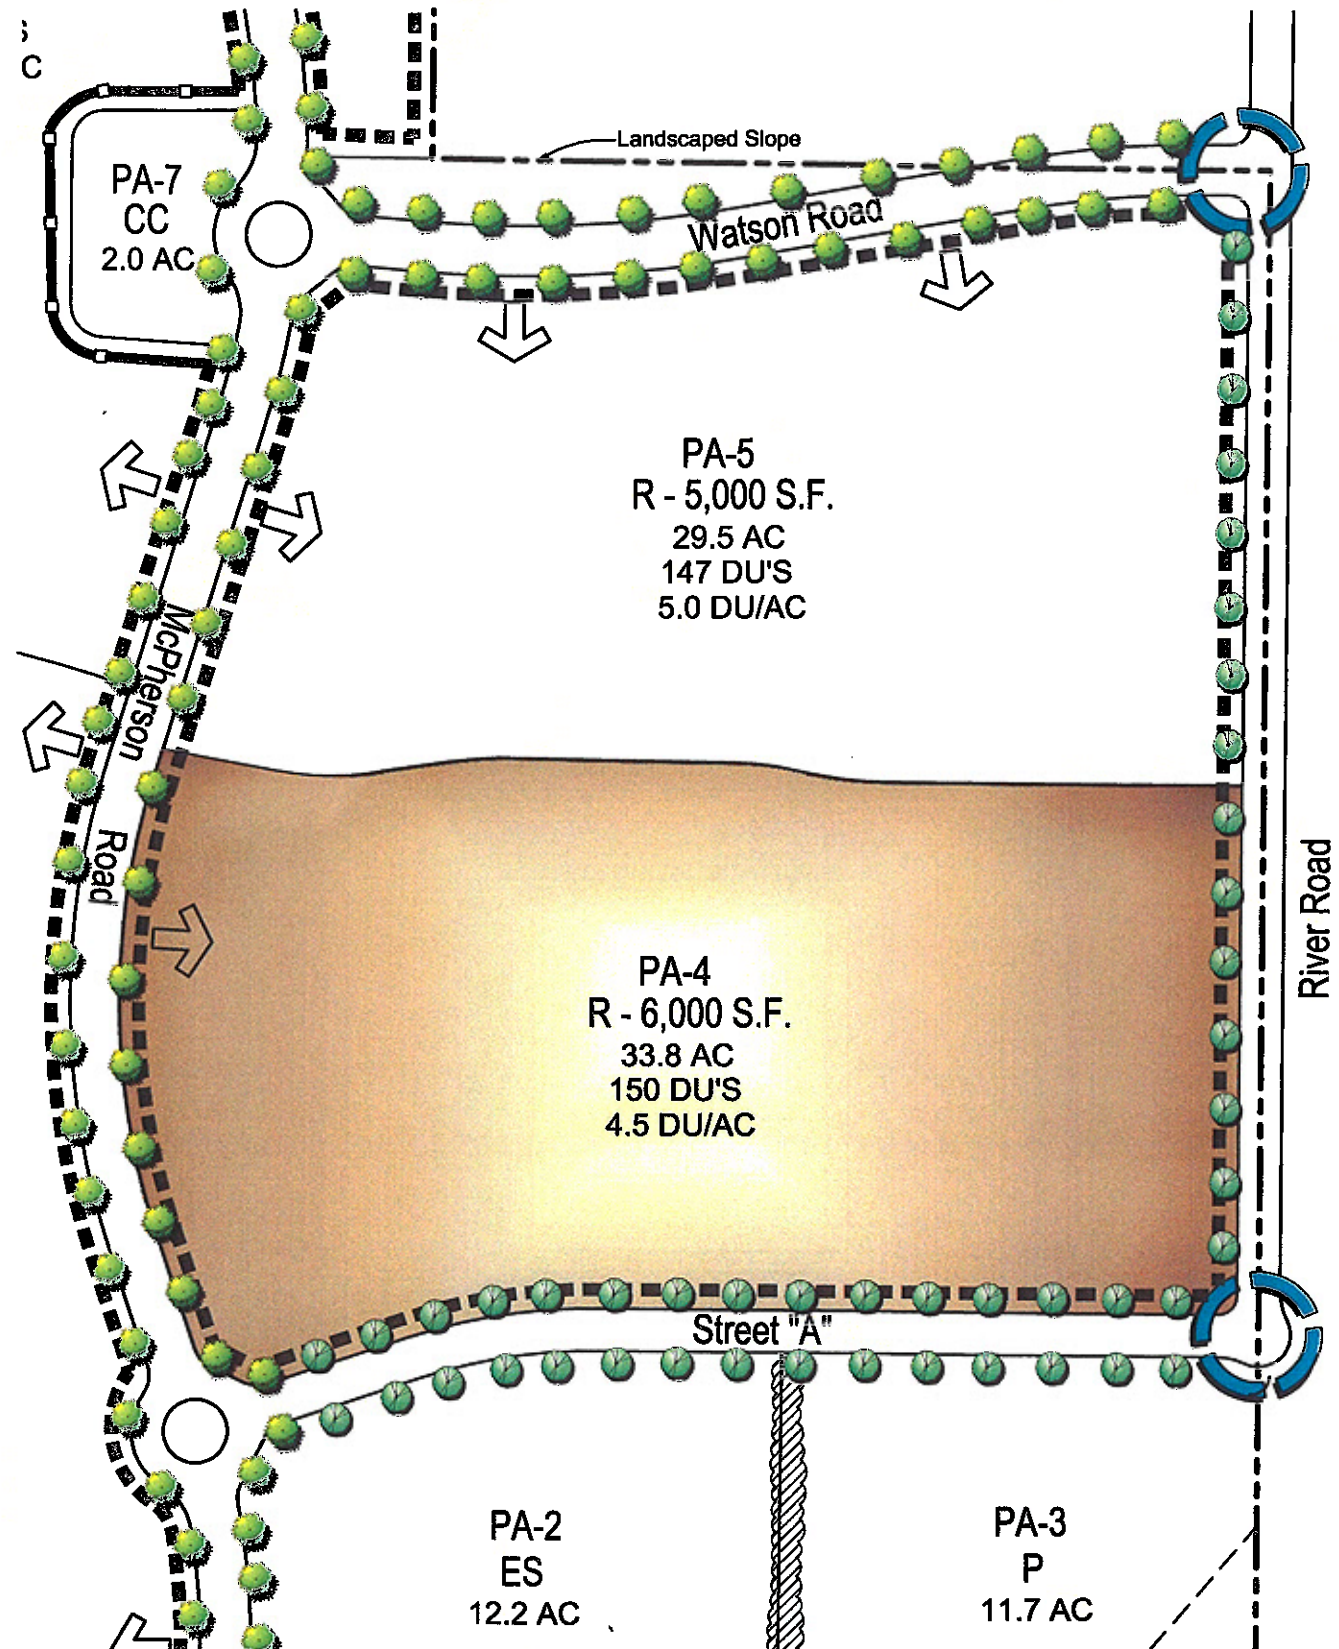 C
Landscaped Slope
PA-7
CC
2.0 AC
Watson Road
PA-5
R - 5,000 S.F.
29.5 AC
147 DU'S
5.0 DU/AC
McPherson
Road
River Road
PA-4
R - 6,000 S.F.
33.8 AC
150 DU'S
4.5 DU/AC
Street "A"
PA-2
ES
12.2 AC
PA-3
P
11.7 AC